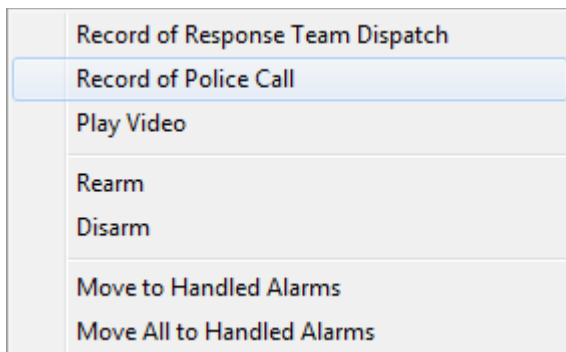 Record of Response Team Dispatch
Record of Police Call
Play Video
Rearm
Disarm
Move to Handled Alarms
Move All to Handled Alarms